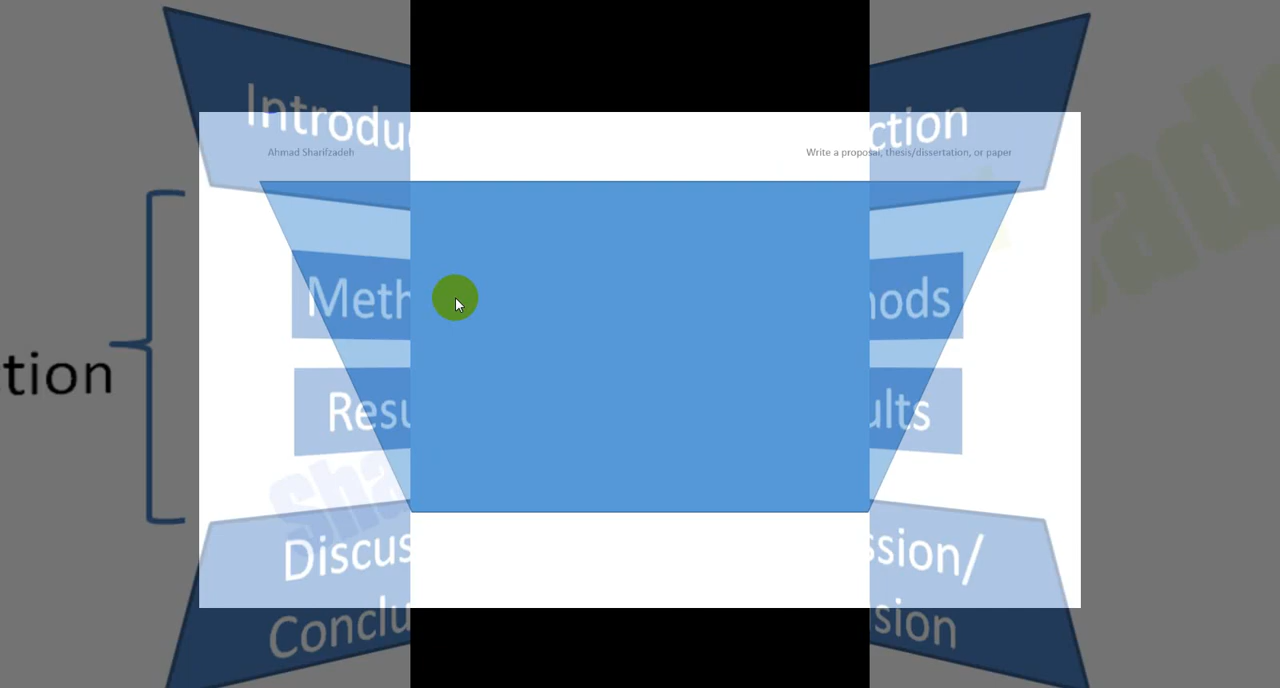 Introdu ction
Ahmad Sharifzadeh Write a proposal, thesis/dissertation, or paper
Meth hods
tion
Resu ults
Sha
Discus ssion/
Conclu sion